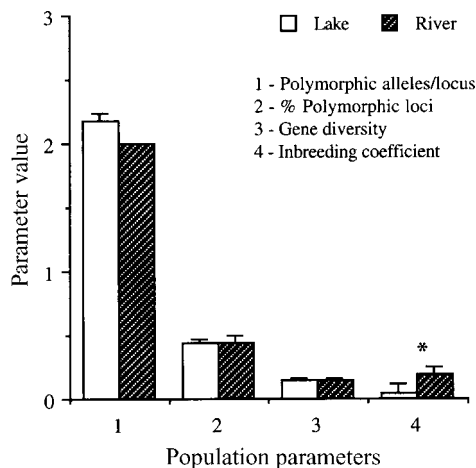 3
2
1
0
Parameter value
Lake River
1 - Polymorphic alleles/locus
2 - % Polymorphic loci
3 - Gene diversity
4 - Inbreeding coefficient
*
1 2 3 4
Population parameters